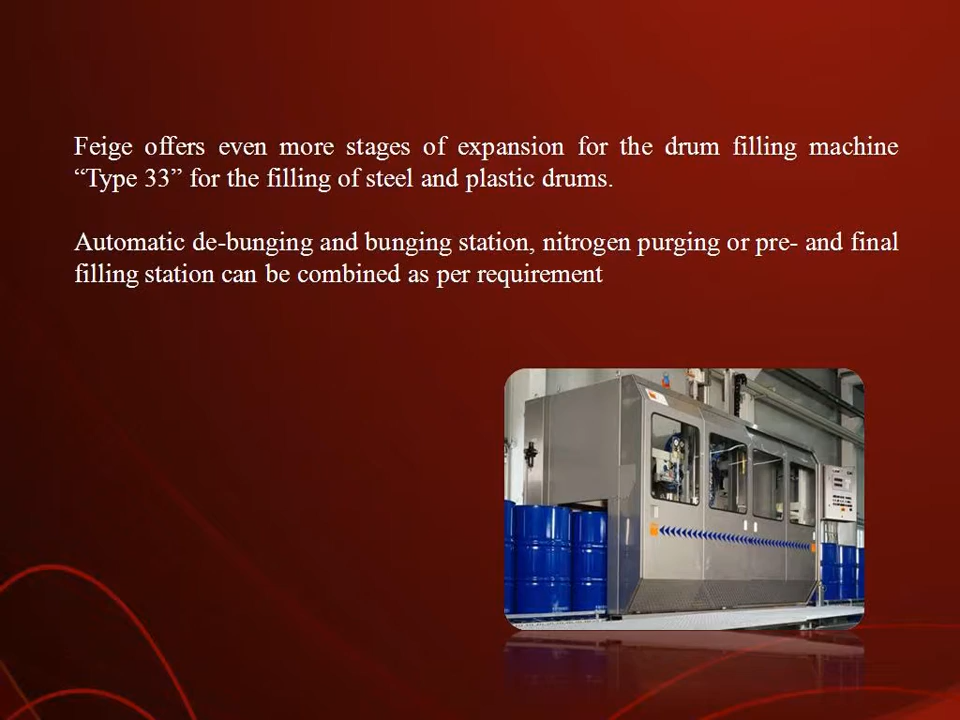 Feige offers even more stages of expansion for the drum filling machine
“Type 33” for the filling of steel and plastic drums.
Automatic de-bunging and bunging station, nitrogen purging or pre- and final
filling station can be combined as per requirement